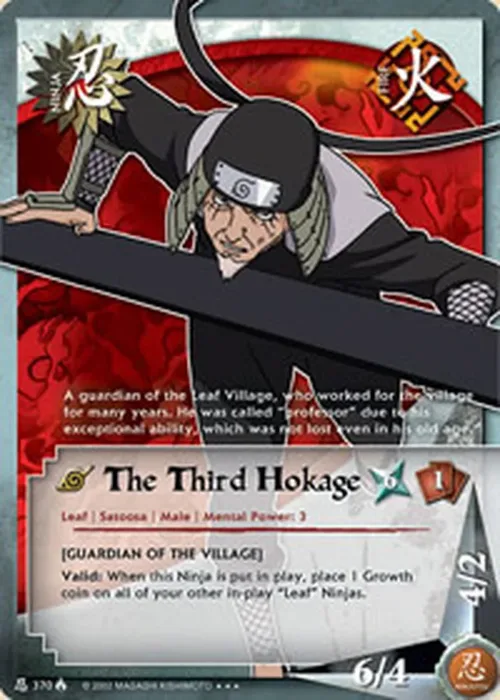 NINJA
忍
FIRE
火
A guardian of the Leaf Village, who worked for the village
for many years. He was called "professor" due to his
exceptional ability, which was not lost even in his old age.
The Third Hokage
6
1
Leaf | Satoosa | Male | Mental Power: 3
[GUARDIAN OF THE VILLAGE]
Valid: When this Ninja is put in play, place 1 Growth
coin on all of your other in-play "Leaf" Ninjas.
4/2
6/4
忍
370
© 2002 MASASHI KISHIMOTO